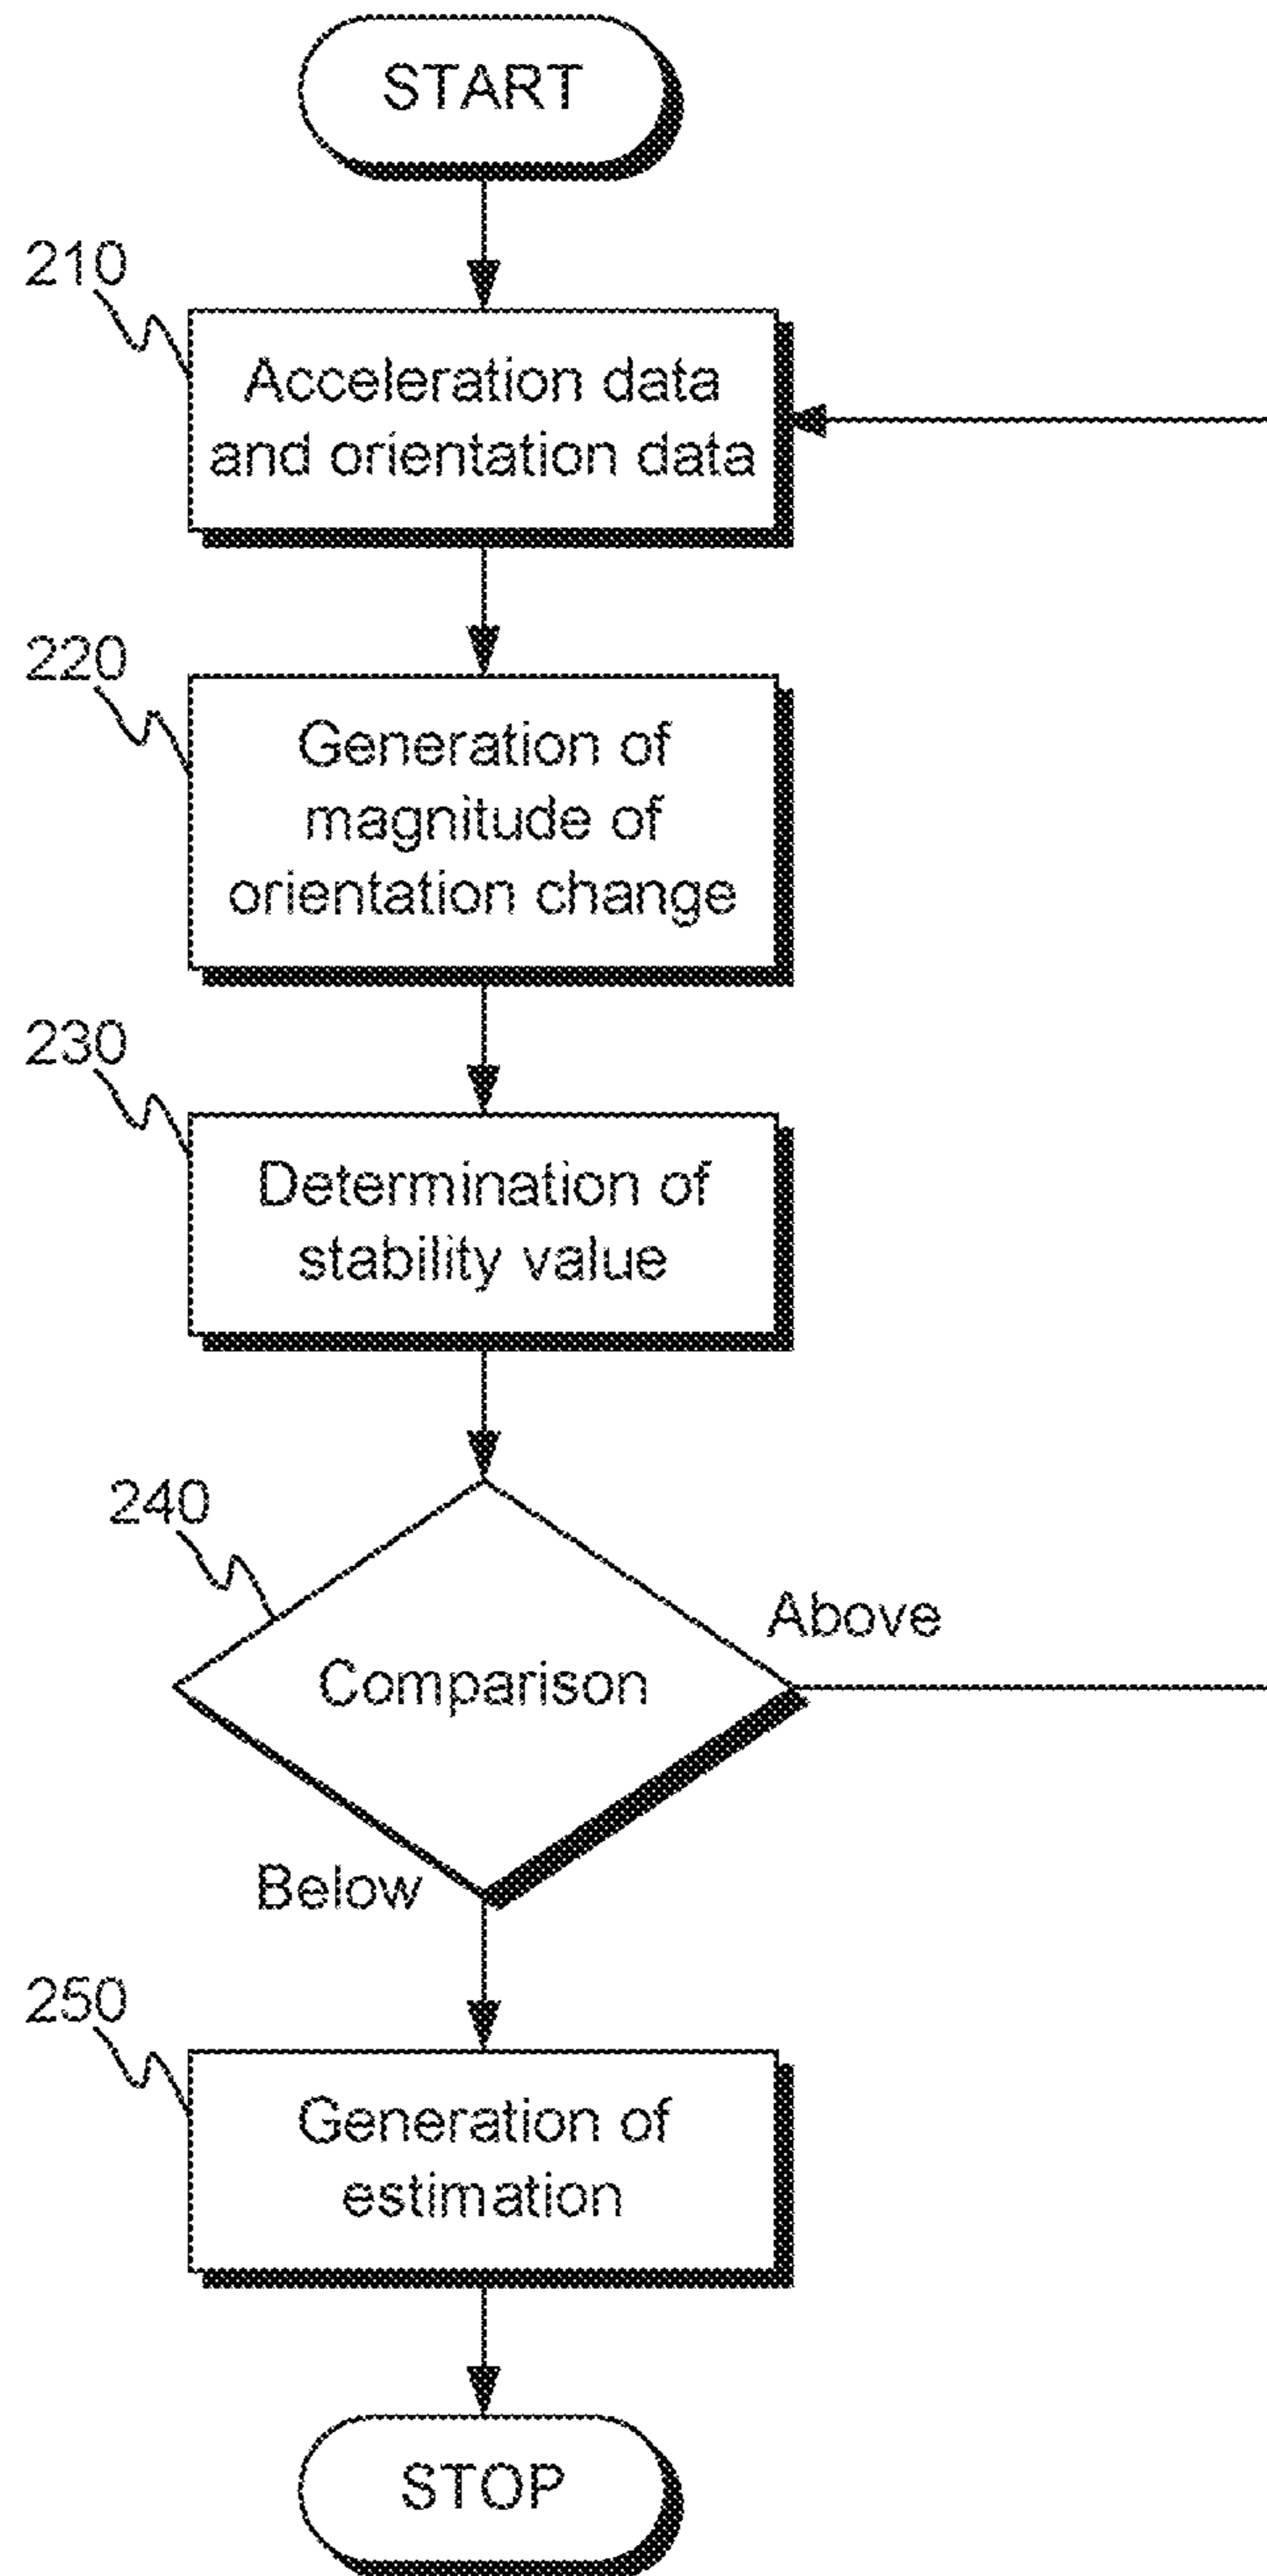 START
210
Acceleration data
and orientation data
220
Generation of
magnitude of
orientation change
230
Determination of
stability value
240
Above
Comparison
Below
250
Generation of
estimation
STOP